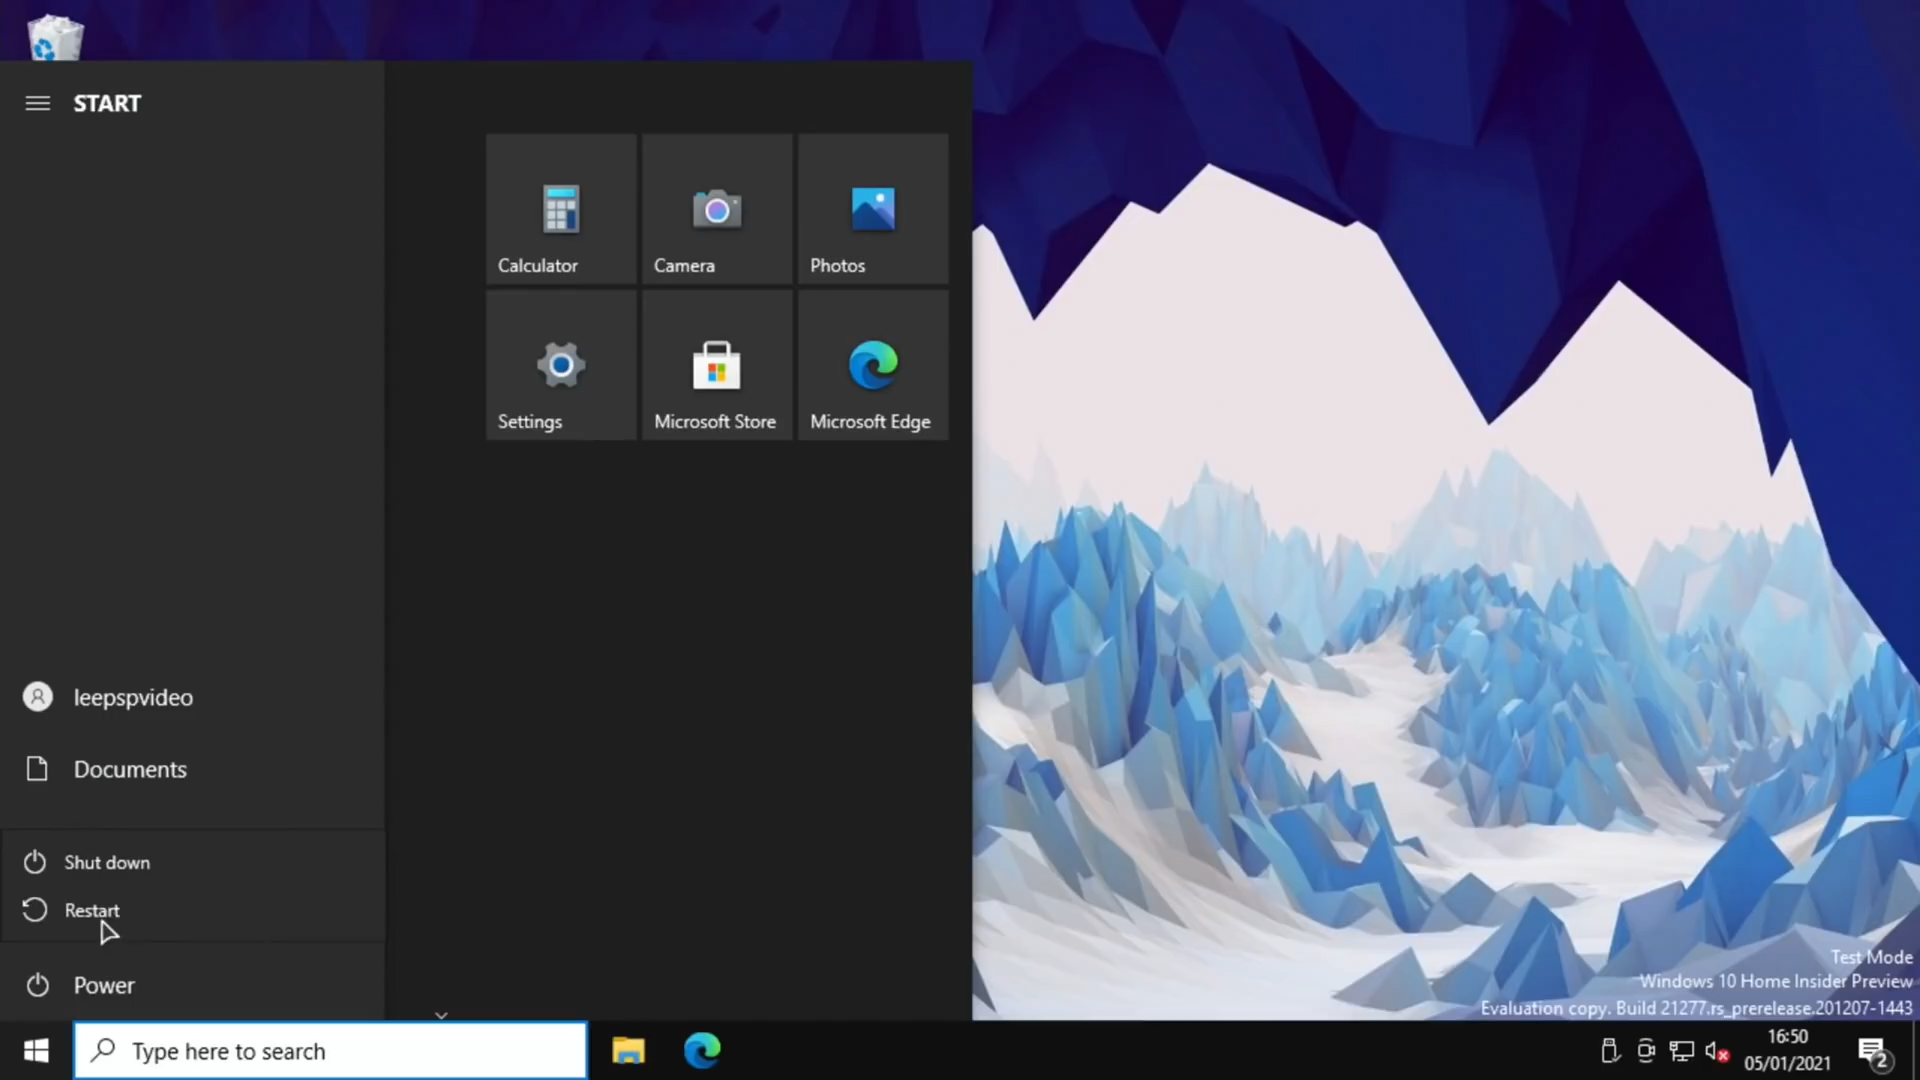 START
Calculator
Camera
Photos
Settings
Microsoft Store
Microsoft Edge
leepspvideo
Documents
Shut down
Restart
Power
Test Mode
Windows 10 Home Insider Preview
Evaluation copy. Build 21277.rs_prerelease.201207-1443
Type here to search
16:50
05/01/2021
2